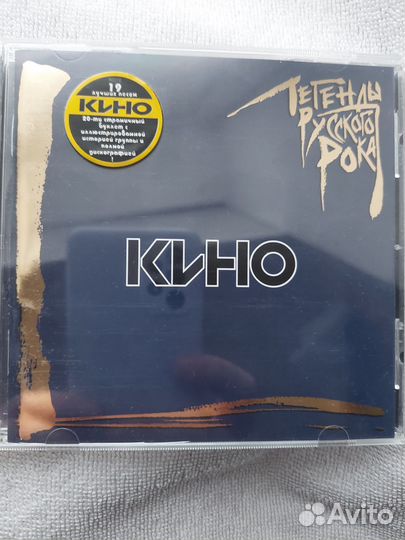 19
лучших песен
КИНО
20-ти страничный
буклет с
иллюстрированной
историей группы и
полной
дискографией
!
Легенды
Русского
Рока
КИНО
Avito